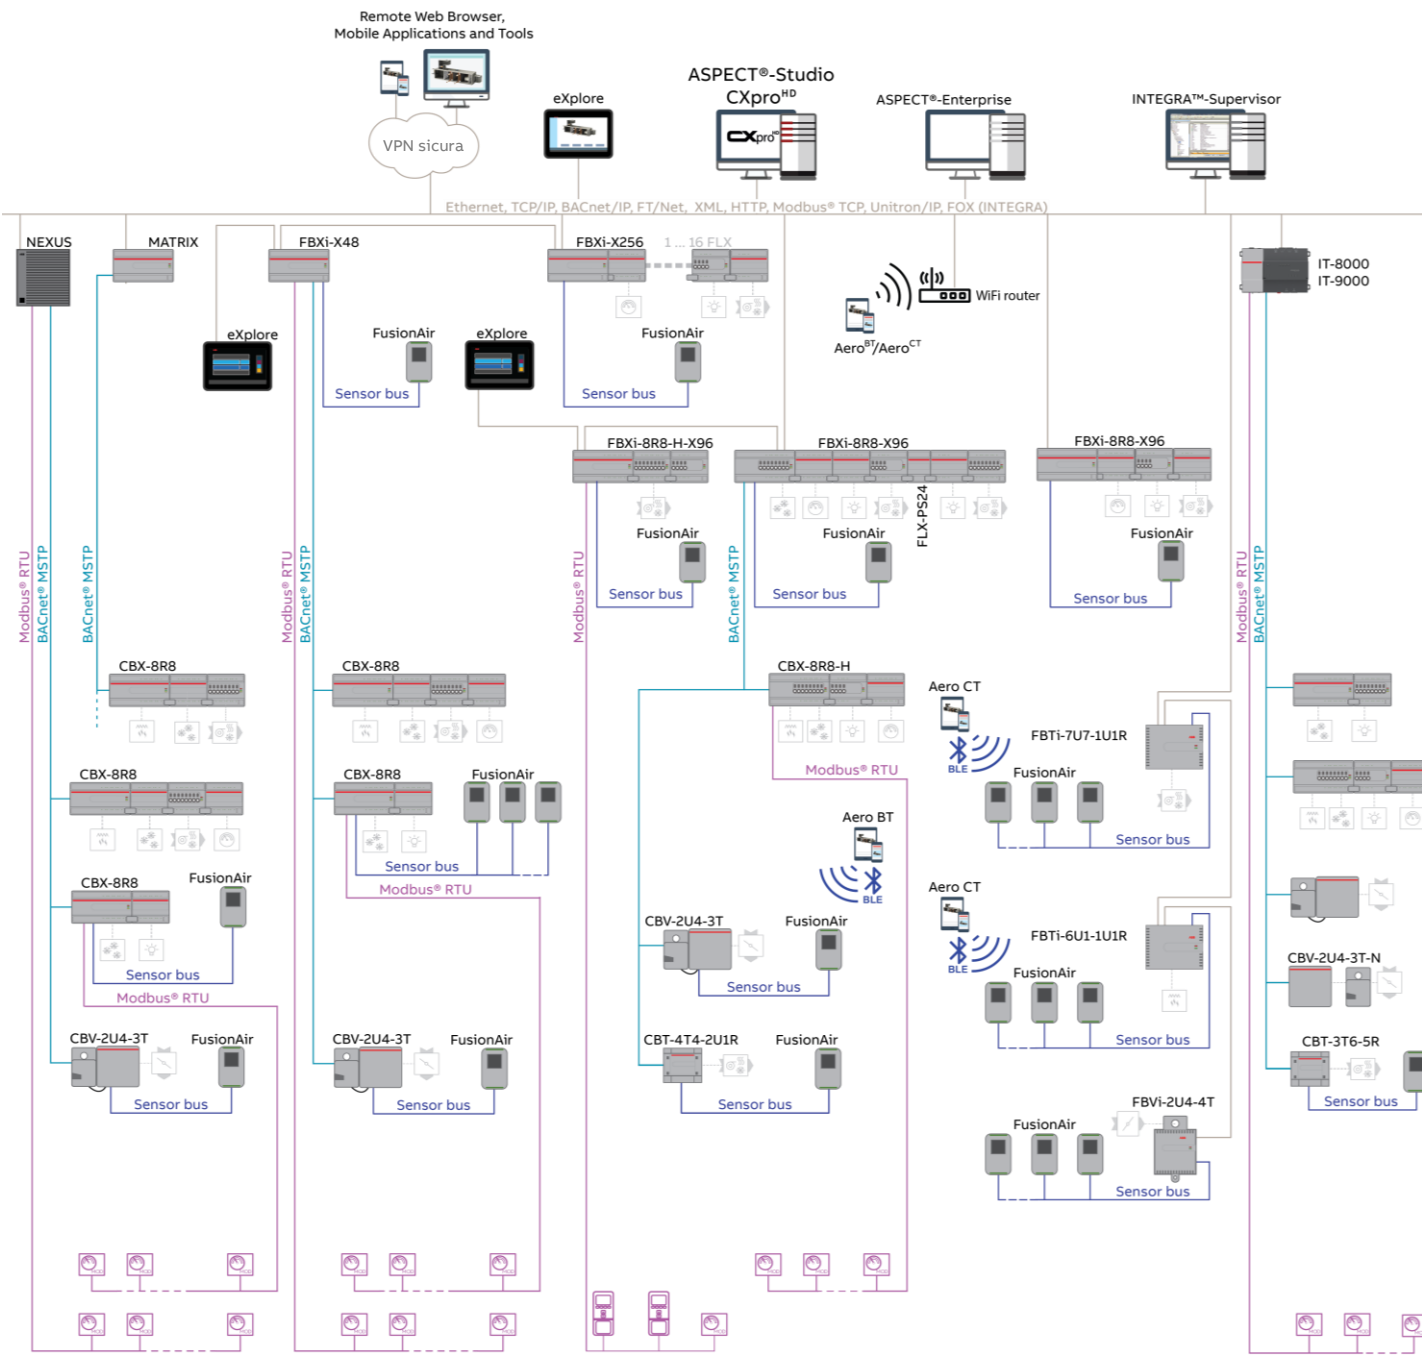 Remote Web Browser,
Mobile Applications and Tools
VPN sicura
eXplore
ASPECT®-Studio
CXproᴴᴰ
CXproᴴᴰ
ASPECT®-Enterprise
INTEGRA™-Supervisor
Ethernet, TCP/IP, BACnet/IP, FT/Net, XML, HTTP, Modbus® TCP, Unitron/IP, FOX (INTEGRA)
NEXUS
MATRIX
FBXi-X48
FBXi-X256
1 ... 16 FLX
IT-8000
IT-9000
WiFi router
Aeroᴮᵀ/Aeroᶜᵀ
eXplore
FusionAir
Sensor bus
eXplore
FusionAir
Sensor bus
FBXi-8R8-H-X96
FBXi-8R8-X96
FBXi-8R8-X96
FLX-PS24
FusionAir
Sensor bus
FusionAir
Sensor bus
FusionAir
Sensor bus
Modbus® RTU
BACnet® MSTP
BACnet® MSTP
Modbus® RTU
BACnet® MSTP
Modbus® RTU
BACnet® MSTP
Modbus® RTU
BACnet® MSTP
CBX-8R8
CBX-8R8
CBX-8R8-H
Modbus® RTU
Aero CT
BLE
FBTi-7U7-1U1R
FusionAir
Sensor bus
CBX-8R8
CBX-8R8
FusionAir
Sensor bus
Modbus® RTU
Aero BT
BLE
CBX-8R8
FusionAir
Sensor bus
Modbus® RTU
Aero CT
BLE
FBTi-6U1-1U1R
FusionAir
Sensor bus
CBV-2U4-3T
FusionAir
Sensor bus
CBV-2U4-3T-N
CBV-2U4-3T
FusionAir
Sensor bus
CBV-2U4-3T
FusionAir
Sensor bus
CBT-4T4-2U1R
FusionAir
Sensor bus
CBT-3T6-5R
Sensor bus
FBVi-2U4-4T
FusionAir
Sensor bus